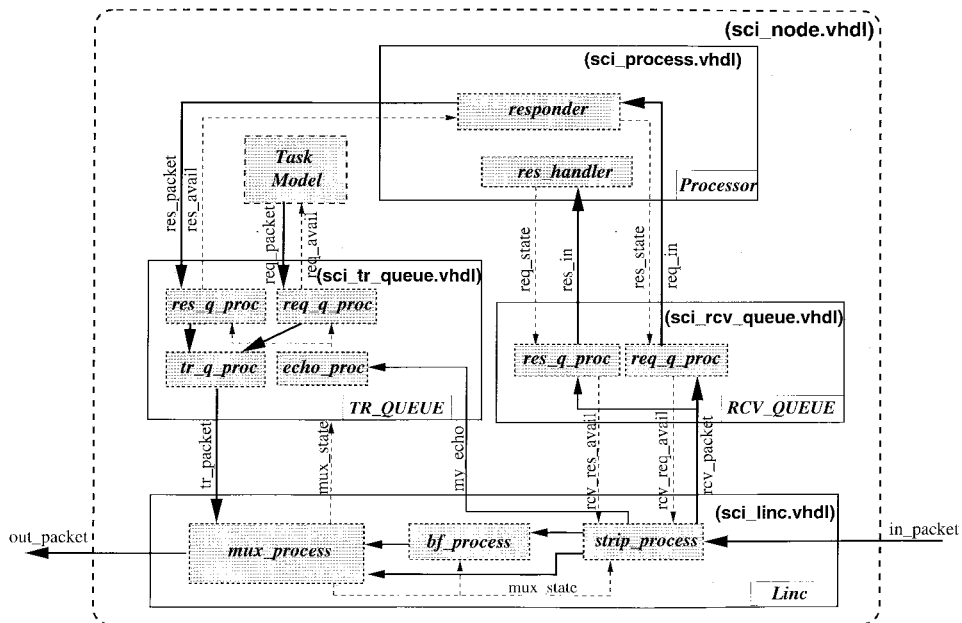 (sci_node.vhdl)
(sci_process.vhdl)
responder
Task
Model
res_handler
Processor
res_packet
res_avail
req_packet
req_avail
req_state
res_in
res_state
req_in
(sci_tr_queue.vhdl)
res_q_proc
req_q_proc
(sci_rcv_queue.vhdl)
tr_q_proc
echo_proc
res_q_proc
req_q_proc
TR_QUEUE
RCV_QUEUE
tr_packet
mux_state
my_echo
rcv_res_avail
rcv_req_avail
rcv_packet
(sci_linc.vhdl)
out_packet
in_packet
mux_process
bf_process
strip_process
mux_state
Linc